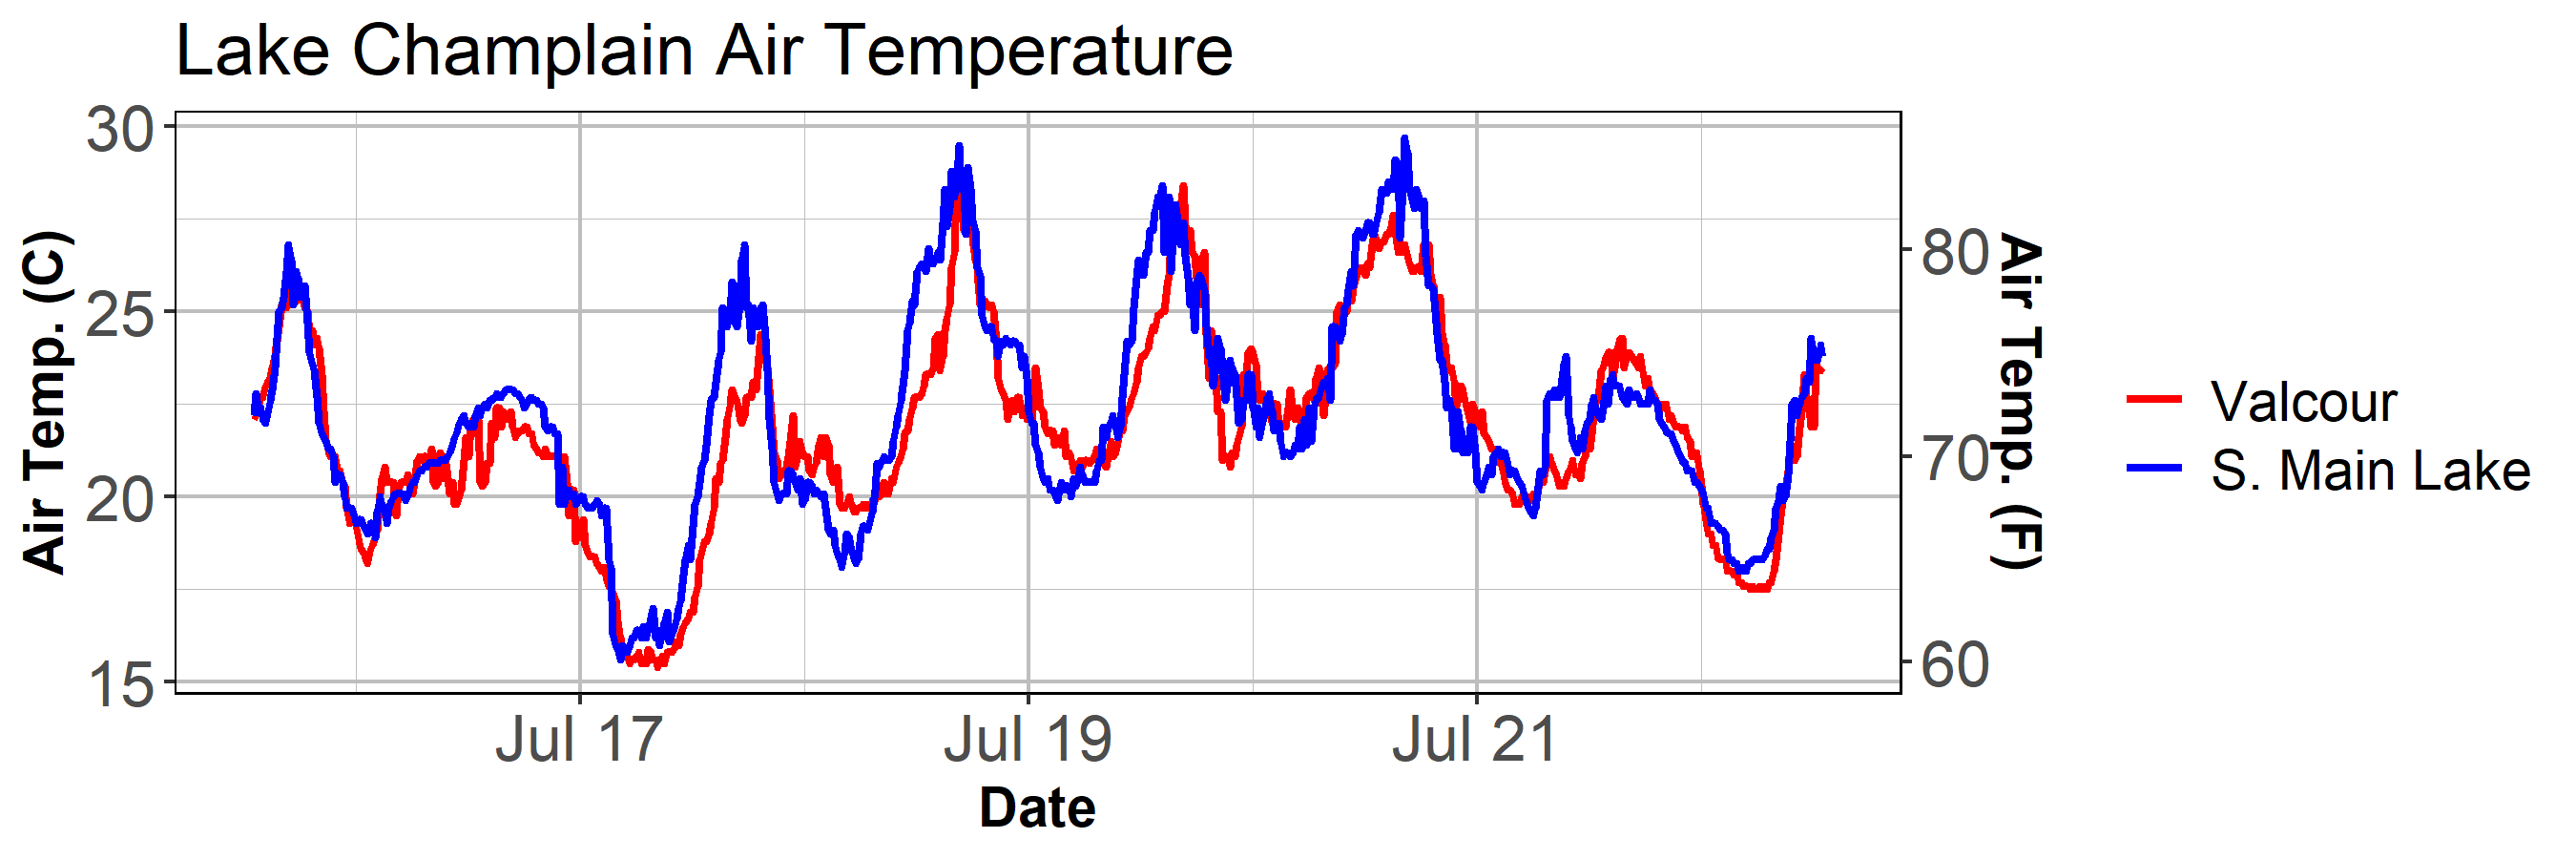 Lake Champlain Air Temperature
Air Temp. (C)
30
25
20
15
80
70
60
Air Temp. (F)
Jul 17
Jul 19
Jul 21
Date
Valcour
S. Main Lake